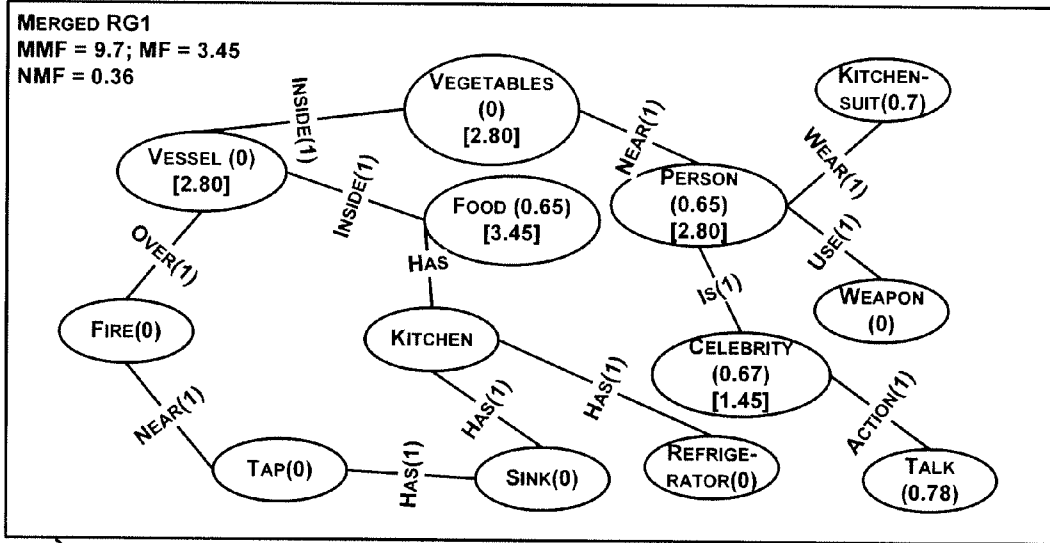 MERGED RG1
MMF = 9.7; MF = 3.45
NMF = 0.36
VEGETABLES
(0)
[2.80]
KITCHEN-
SUIT(0.7)
INSIDE(1)
NEAR(1)
WEAR(1)
VESSEL (0)
[2.80]
INSIDE(1)
PERSON
(0.65)
[2.80]
FOOD (0.65)
[3.45]
USE(1)
OVER(1)
HAS
IS(1)
WEAPON
(0)
FIRE(0)
KITCHEN
CELEBRITY
(0.67)
[1.45]
NEAR(1)
HAS(1)
HAS(1)
ACTION(1)
TAP(0)
HAS(1)
SINK(0)
REFRIGE-
RATOR(0)
TALK
(0.78)